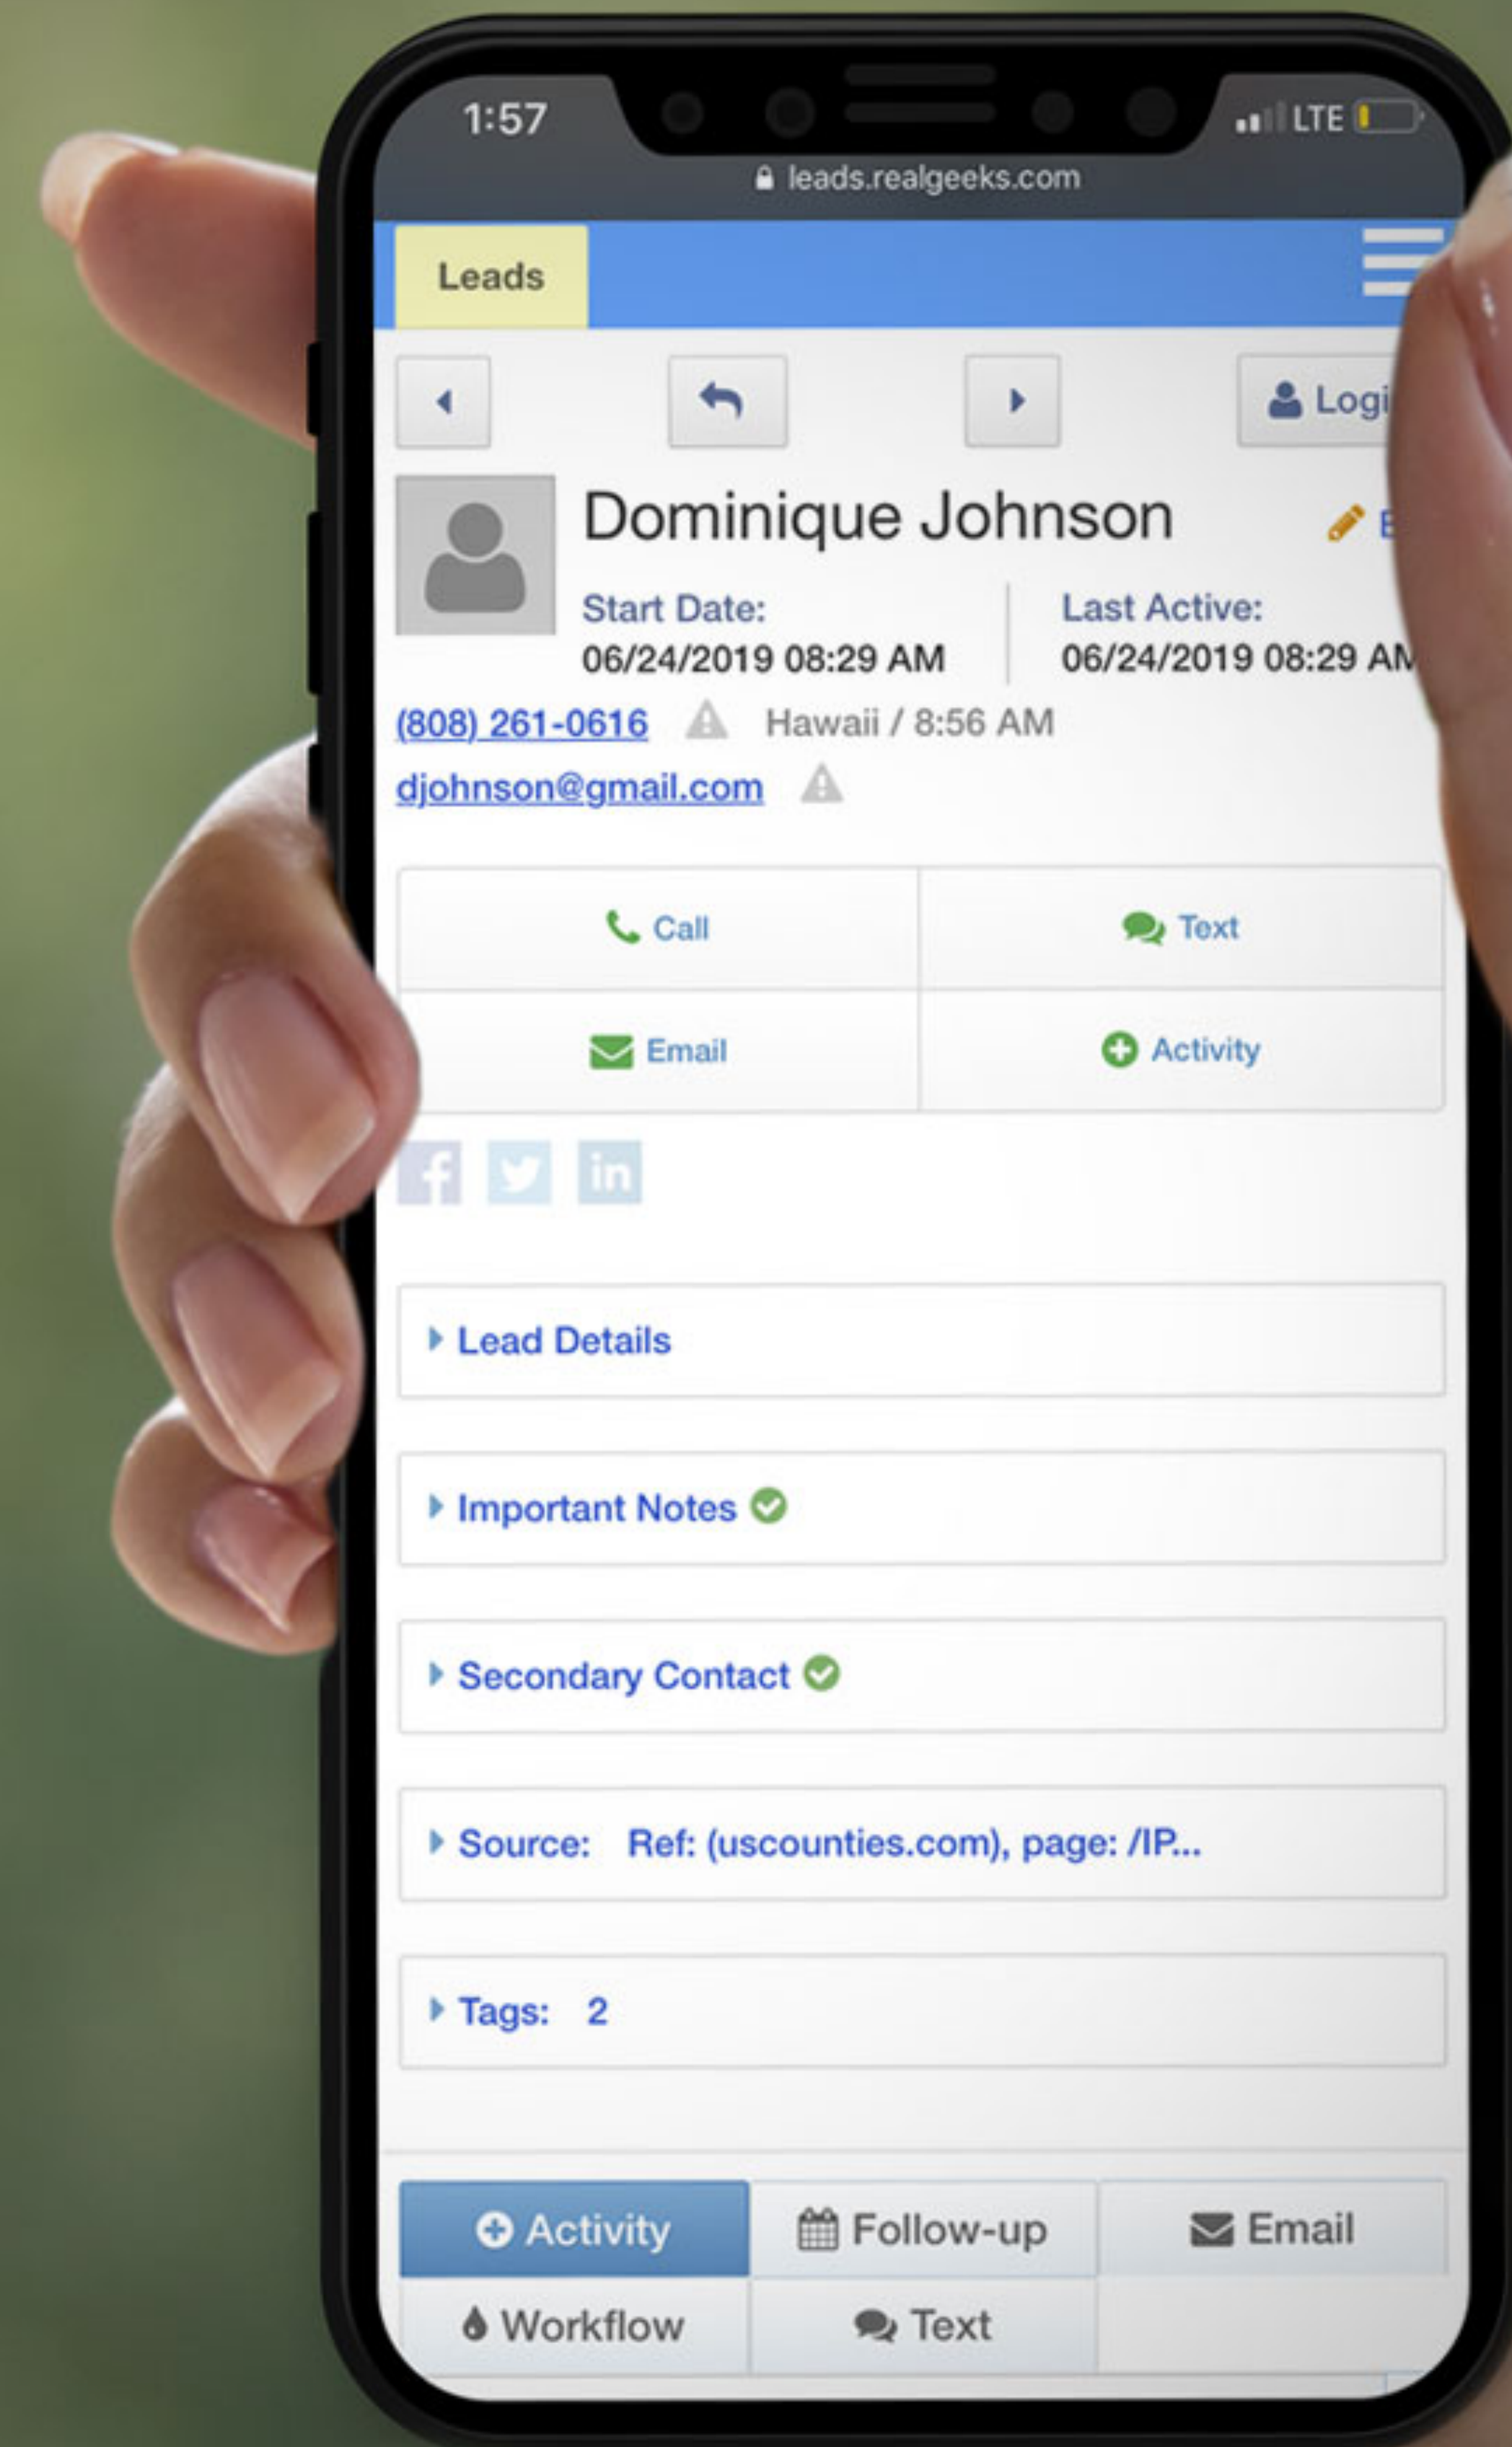 1:57 LTE
leads.realgeeks.com
Leads
Dominique Johnson
Start Date: Last Active:
06/24/2019 08:29 AM 06/24/2019 08:29 AM
(808) 261-0616 Hawaii / 8:56 AM
djohnson@gmail.com
Call Text
Email Activity
f in
Lead Details
Important Notes
Secondary Contact
Source: Ref: (uscounties.com), page: /IP...
Tags: 2
Activity Follow-up Email
Workflow Text